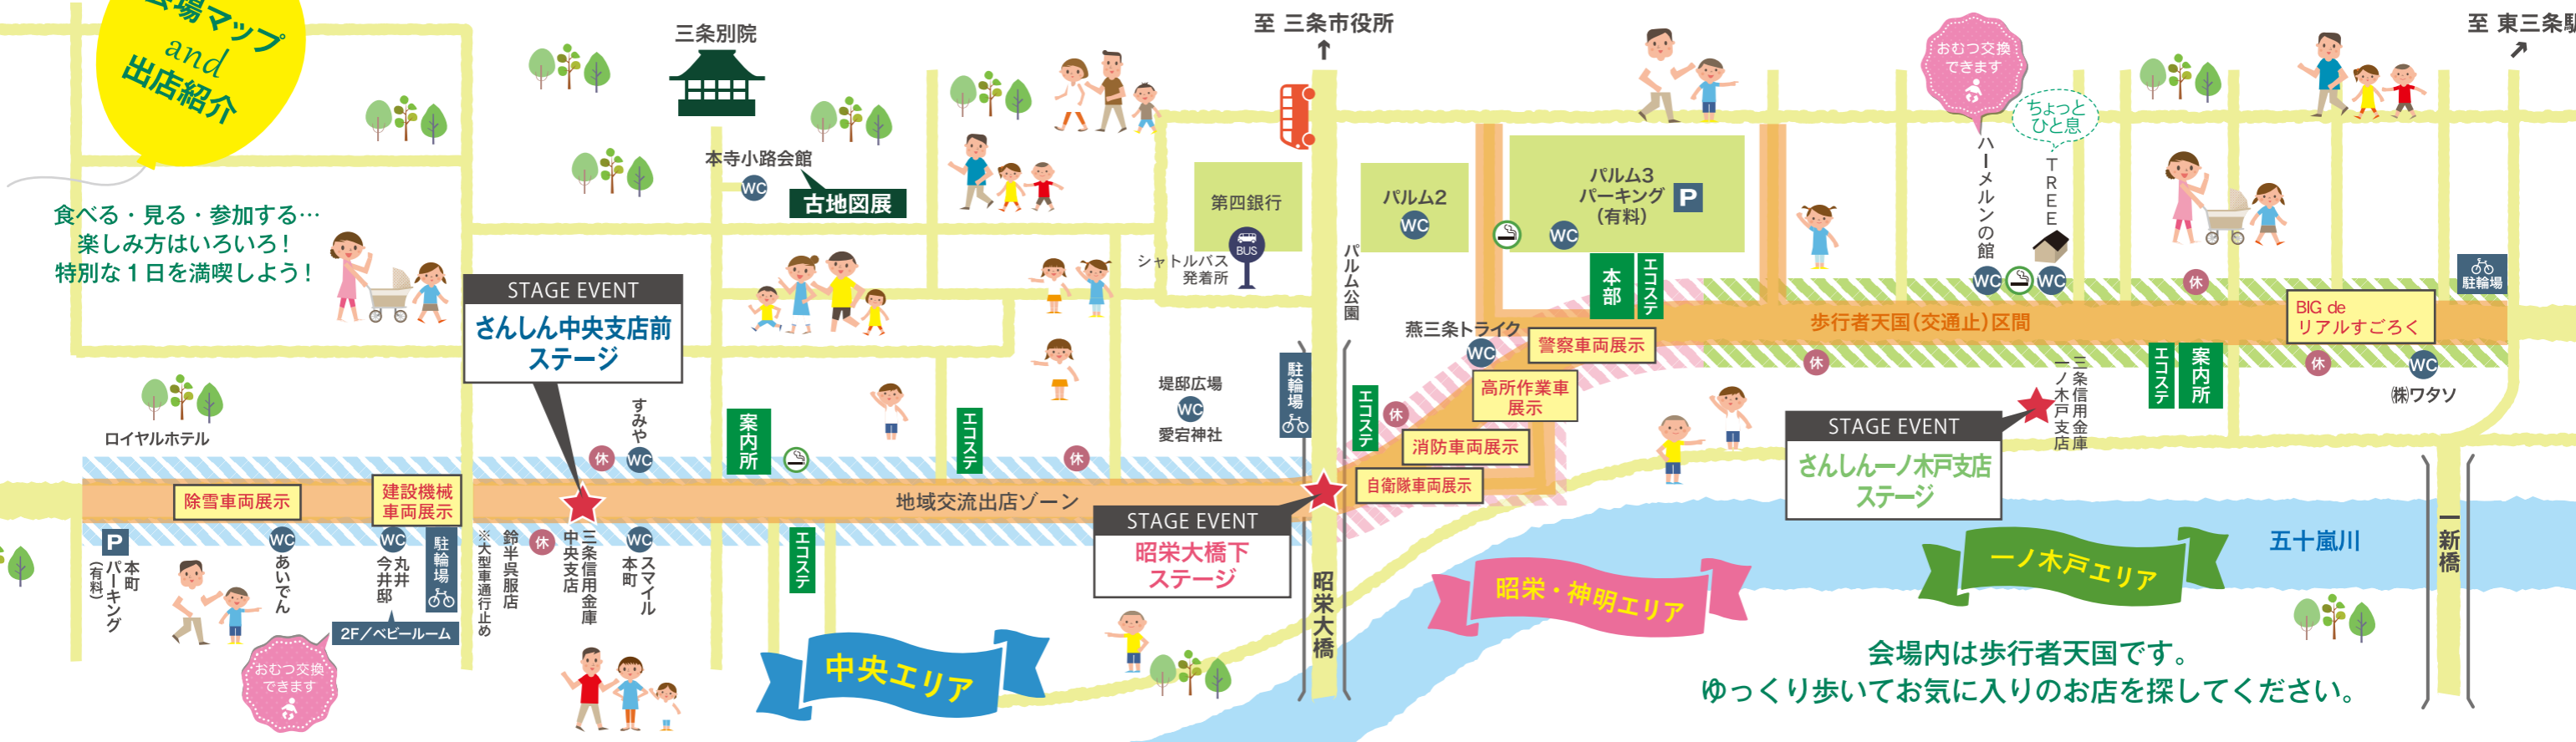 会場マップ
and
出店紹介
食べる・見る・参加する…
楽しみ方はいろいろ！
特別な１日を満喫しよう！
三条別院
本寺小路会館
WC
古地図展
至 三条市役所
第四銀行
BUS
シャトルバス
発着所
パルム公園
パルム2
WC
パルム3
パーキング
（有料）
P
WC
本部
エコステ
おむつ交換
できます
ハーメルンの館
WC
ちょっと
ひと息
TREE
WC
至 東三条駅
駐輪場
休
BIG de
リアルすごろく
歩行者天国（交通止）区間
休
エコステ
案内所
休
WC
㈱ワタソ
三条信用金庫
一ノ木戸支店
STAGE EVENT
さんしん一ノ木戸支店
ステージ
燕三条トライク
WC
警察車両展示
高所作業車
展示
消防車両展示
自衛隊車両展示
エコステ
休
駐輪場
堤邸広場
WC
愛宕神社
休
エコステ
案内所
STAGE EVENT
さんしん中央支店前
ステージ
すみや
WC
休
ロイヤルホテル
除雪車両展示
建設機械
車両展示
地域交流出店ゾーン
STAGE EVENT
昭栄大橋下
ステージ
昭栄大橋
P
本町
パーキング
（有料）
WC
あいでん
WC
丸井
今井邸
2F／ベビールーム
おむつ交換
できます
駐輪場
※大型車通行止め
鈴半呉服店
休
三条信用金庫
中央支店
WC
スマイル
本町
エコステ
中央エリア
昭栄・神明エリア
一ノ木戸エリア
五十嵐川
一新橋
会場内は歩行者天国です。
ゆっくり歩いてお気に入りのお店を探してください。